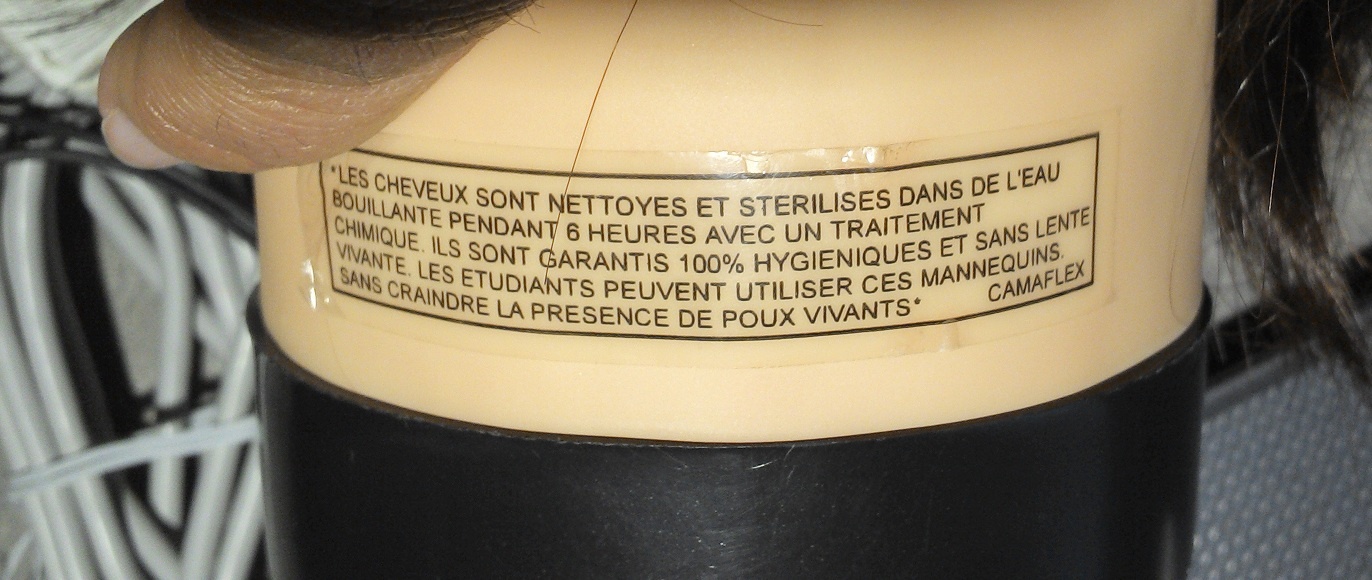 *LES CHEVEUX SONT NETTOYES ET STERILISES DANS DE L'EAU
BOUILLANTE PENDANT 6 HEURES AVEC UN TRAITEMENT
CHIMIQUE. ILS SONT GARANTIS 100% HYGIENIQUES ET SANS LENTE
VIVANTE. LES ETUDIANTS PEUVENT UTILISER CES MANNEQUINS.
SANS CRAINDRE LA PRESENCE DE POUX VIVANTS*
CAMAFLEX